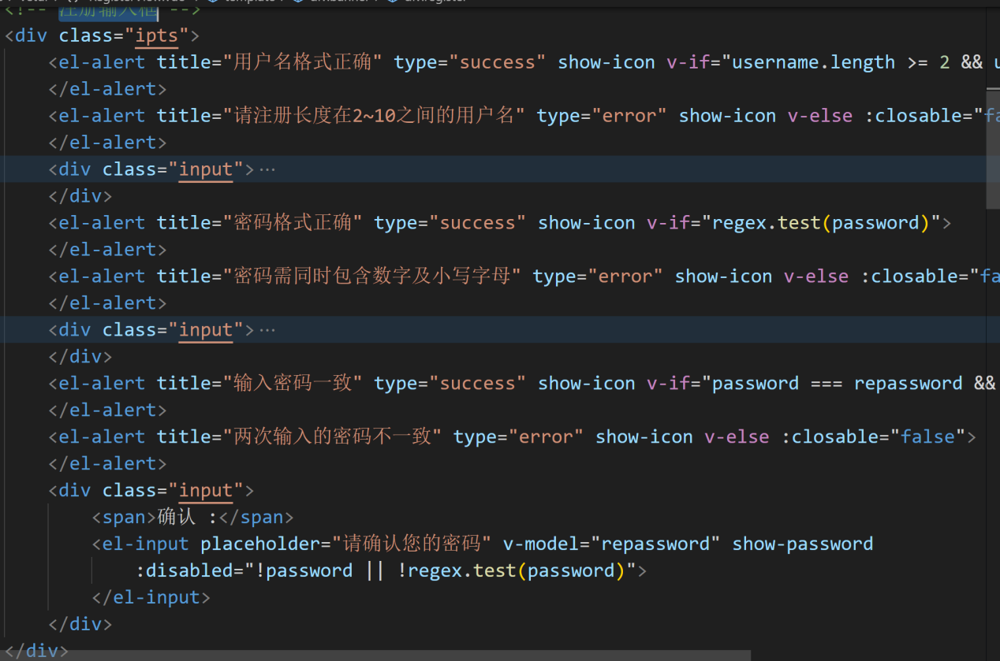 <!-- 注册输入框 -->
<div class="ipts">
<el-alert title="用户名格式正确" type="success" show-icon v-if="username.length >= 2 &&
</el-alert>
<el-alert title="请注册长度在2~10之间的用户名" type="error" show-icon v-else :closable="fa
</el-alert>
<div class="input">…
</div>
<el-alert title="密码格式正确" type="success" show-icon v-if="regex.test(password)">
</el-alert>
<el-alert title="密码需同时包含数字及小写字母" type="error" show-icon v-else :closable="fa
</el-alert>
<div class="input">…
</div>
<el-alert title="输入密码一致" type="success" show-icon v-if="password === repassword &&
</el-alert>
<el-alert title="两次输入的密码不一致" type="error" show-icon v-else :closable="false">
</el-alert>
<div class="input">
<span>确认 :</span>
<el-input placeholder="请确认您的密码" v-model="repassword" show-password
:disabled="!password || !regex.test(password)">
</el-input>
</div>
</div>